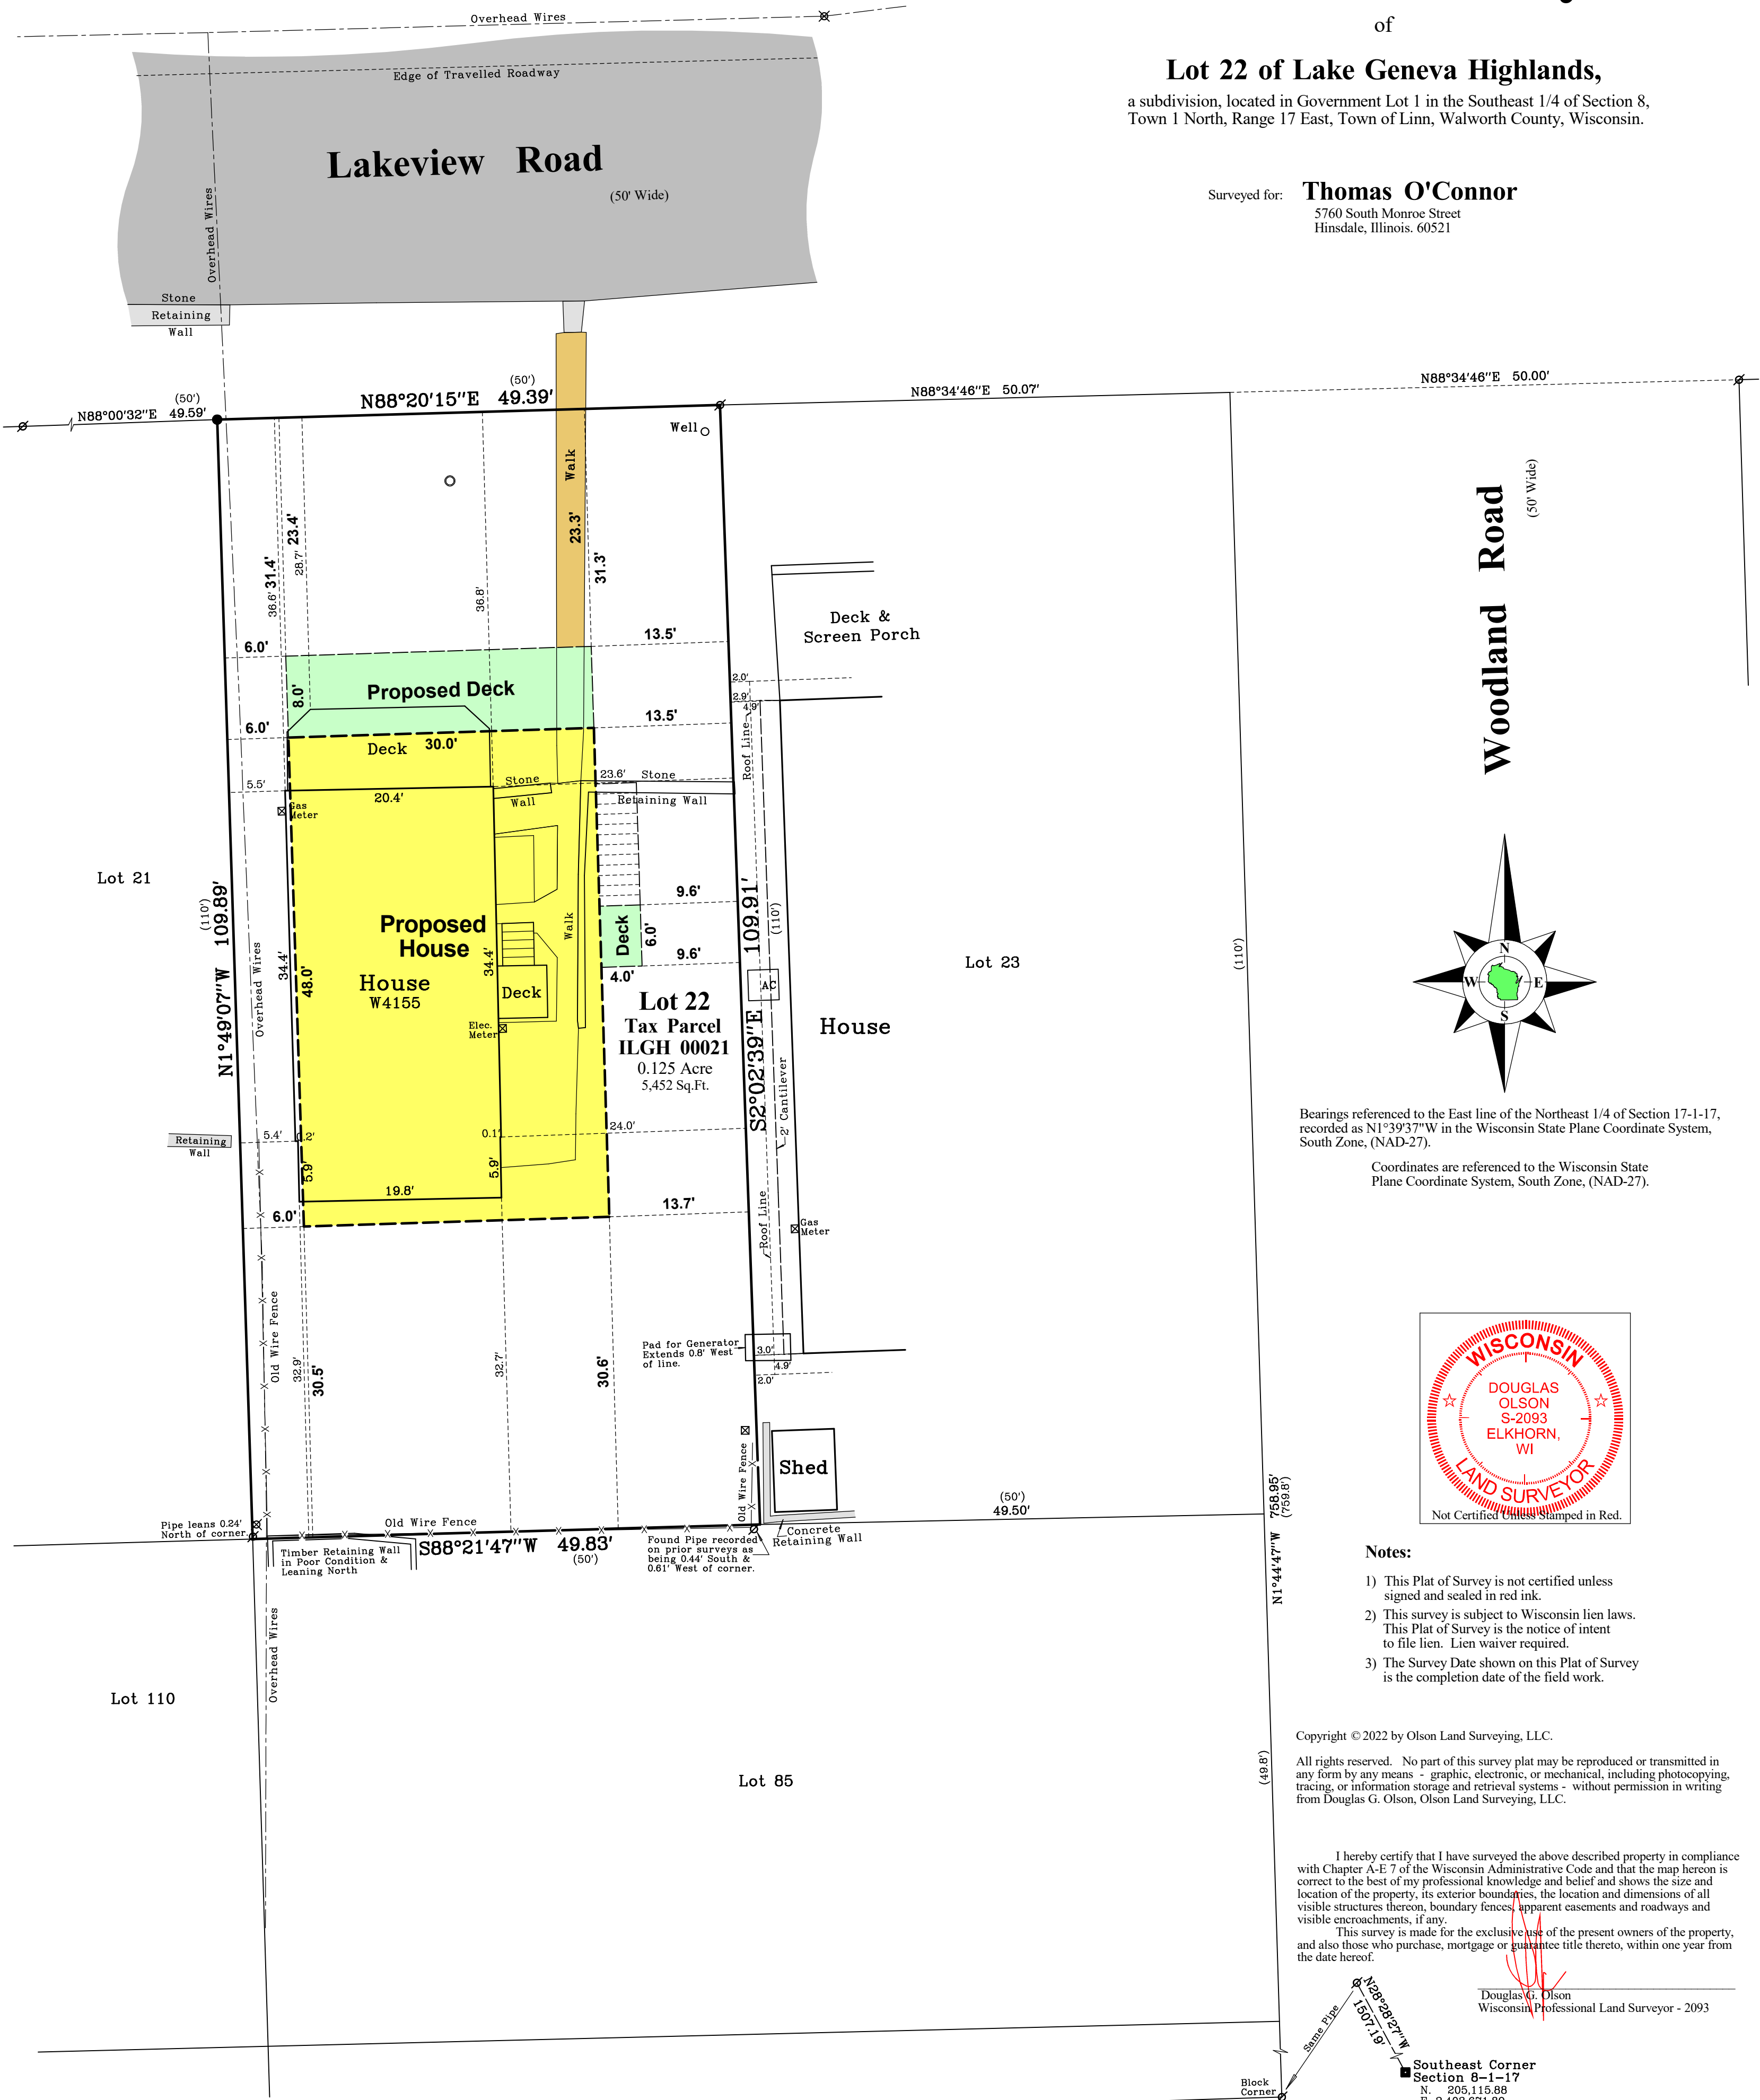 of
Lot 22 of Lake Geneva Highlands,
a subdivision, located in Government Lot 1 in the Southeast 1/4 of Section 8,
Town 1 North, Range 17 East, Town of Linn, Walworth County, Wisconsin.
Surveyed for: Thomas O'Connor
5760 South Monroe Street
Hinsdale, Illinois. 60521
Overhead Wires
Edge of Travelled Roadway
Lakeview Road
(50' Wide)
Overhead Wires
Stone
Retaining
Wall
(50')
N88°00'32"E 49.59'
(50')
N88°20'15"E 49.39'
N88°34'46"E 50.07'
N88°34'46"E 50.00'
Well
Walk
23.3'
31.3'
23.4'
28.7'
36.6'
31.4'
36.8'
6.0'
13.5'
Deck &
Screen Porch
Proposed Deck
8.0'
2.0'
2.9'
4.9'
6.0'
13.5'
Deck 30.0'
Roof Line
5.5'
20.4'
Stone
Wall
23.6'
Stone
Retaining Wall
Gas
Meter
Lot 21
(110')
N1°49'07"W 109.89'
Overhead Wires
34.4'
48.0'
Proposed
House
House
W4155
34.4'
Walk
Deck
Elec.
Meter
9.6'
Deck
6.0'
9.6'
4.0'
Lot 22
Tax Parcel
ILGH 00021
0.125 Acre
5,452 Sq.Ft.
S2°02'39"E 109.91'
(110')
AC
House
2' Cantilever
Lot 23
(110')
Woodland Road
(50' Wide)
N
W
E
S
Retaining
Wall
5.4'
0.2'
0.1'
24.0'
5.9'
5.9'
19.8'
6.0'
13.7'
Roof Line
Gas
Meter
Old Wire Fence
32.9'
30.5'
32.7'
30.6'
Pad for Generator
Extends 0.8' West
of line.
3.0'
4.9'
2.0'
Old Wire Fence
Shed
Pipe leans 0.24'
North of corner.
Old Wire Fence
Timber Retaining Wall
in Poor Condition &
Leaning North
S88°21'47"W 49.83'
(50')
Found Pipe recorded
on prior surveys as
being 0.44' South &
0.61' West of corner.
Concrete
Retaining Wall
(50')
49.50'
N1°44'47"W 758.95'
(759.8')
Overhead Wires
Lot 110
Lot 85
(49.8')
Bearings referenced to the East line of the Northeast 1/4 of Section 17-1-17,
recorded as N1°39'37"W in the Wisconsin State Plane Coordinate System,
South Zone, (NAD-27).
Coordinates are referenced to the Wisconsin State
Plane Coordinate System, South Zone, (NAD-27).
WISCONSIN
DOUGLAS
OLSON
S-2093
ELKHORN,
WI
LAND SURVEYOR
Not Certified Unless Stamped in Red.
Notes:
1) This Plat of Survey is not certified unless
signed and sealed in red ink.
2) This survey is subject to Wisconsin lien laws.
This Plat of Survey is the notice of intent
to file lien. Lien waiver required.
3) The Survey Date shown on this Plat of Survey
is the completion date of the field work.
Copyright © 2022 by Olson Land Surveying, LLC.
All rights reserved. No part of this survey plat may be reproduced or transmitted in
any form by any means - graphic, electronic, or mechanical, including photocopying,
tracing, or information storage and retrieval systems - without permission in writing
from Douglas G. Olson, Olson Land Surveying, LLC.
I hereby certify that I have surveyed the above described property in compliance
with Chapter A-E 7 of the Wisconsin Administrative Code and that the map hereon is
correct to the best of my professional knowledge and belief and shows the size and
location of the property, its exterior boundaries, the location and dimensions of all
visible structures thereon, boundary fences, apparent easements and roadways and
visible encroachments, if any.
This survey is made for the exclusive use of the present owners of the property,
and also those who purchase, mortgage or guarantee title thereto, within one year from
the date hereof.
Douglas G. Olson
Wisconsin Professional Land Surveyor - 2093
N28°28'27"W
1507.19'
Same Pipe
Block
Corner
Southeast Corner
Section 8-1-17
N. 205,115.88